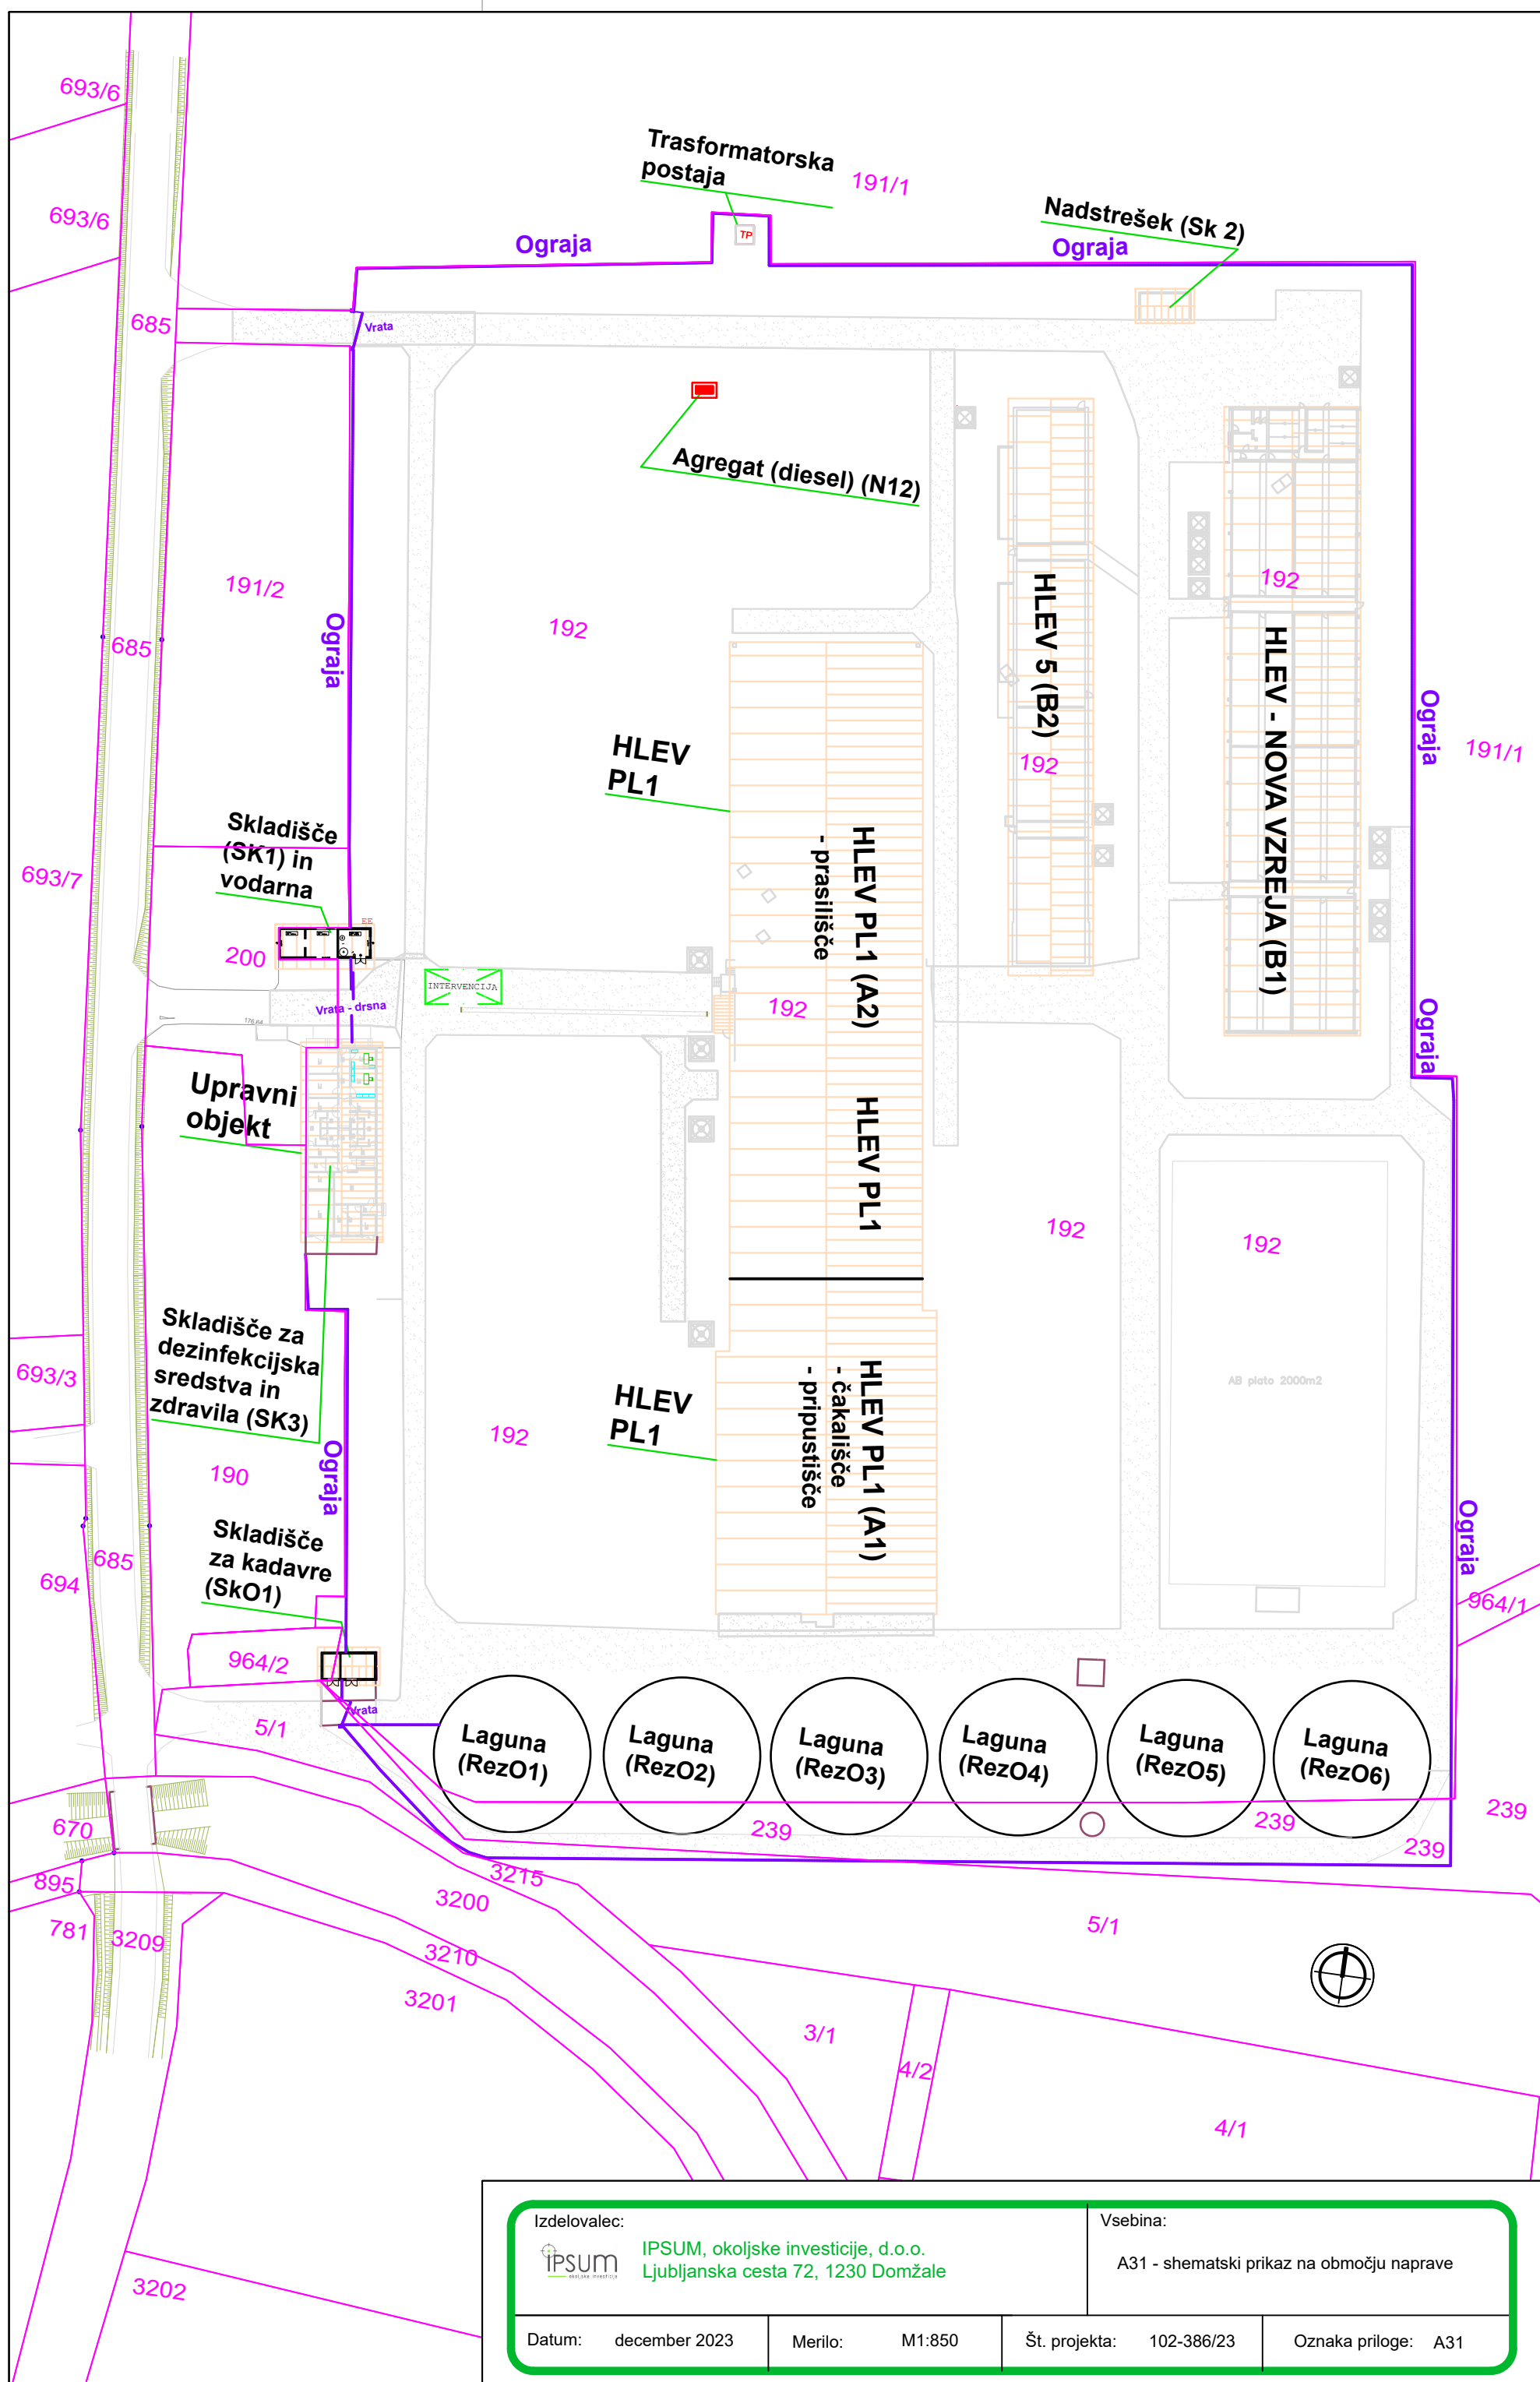 693/6
Trasformatorska
postaja
191/1
693/6
Nadstrešek (Sk 2)
TP
Ograja
Ograja
685
Vrata
Agregat (diesel) (N12)
191/2
192
192
685
Ograja
HLEV 5 (B2)
HLEV - NOVA VZREJA (B1)
Ograja
191/1
HLEV
PL1
192
Skladišče
(SK1) in
vodarna
693/7
HLEV PL1 (A2)
- prasilišče
EE
200
INTERVENCIJA
Vrata - drsna
192
Ograja
Upravni
objekt
HLEV PL1
192
192
Skladišče za
dezinfekcijska
sredstva in
zdravila (SK3)
693/3
HLEV
PL1
HLEV PL1 (A1)
- čakališče
- pripustišče
AB plato 2000m2
192
190
Ograja
Ograja
Skladišče
za kadavre
(SkO1)
685
694
964/1
964/2
Vrata
5/1
Laguna
(RezO1)
Laguna
(RezO2)
Laguna
(RezO3)
Laguna
(RezO4)
Laguna
(RezO5)
Laguna
(RezO6)
670
239
239
239
239
895
3215
3200
781
3209
5/1
3210
3201
3/1
4/2
4/1
3202
Izdelovalec:
ipsum
IPSUM, okoljske investicije, d.o.o.
Ljubljanska cesta 72, 1230 Domžale
Vsebina:
A31 - shematski prikaz na območju naprave
Datum: december 2023
Merilo: M1:850
Št. projekta: 102-386/23
Oznaka priloge: A31